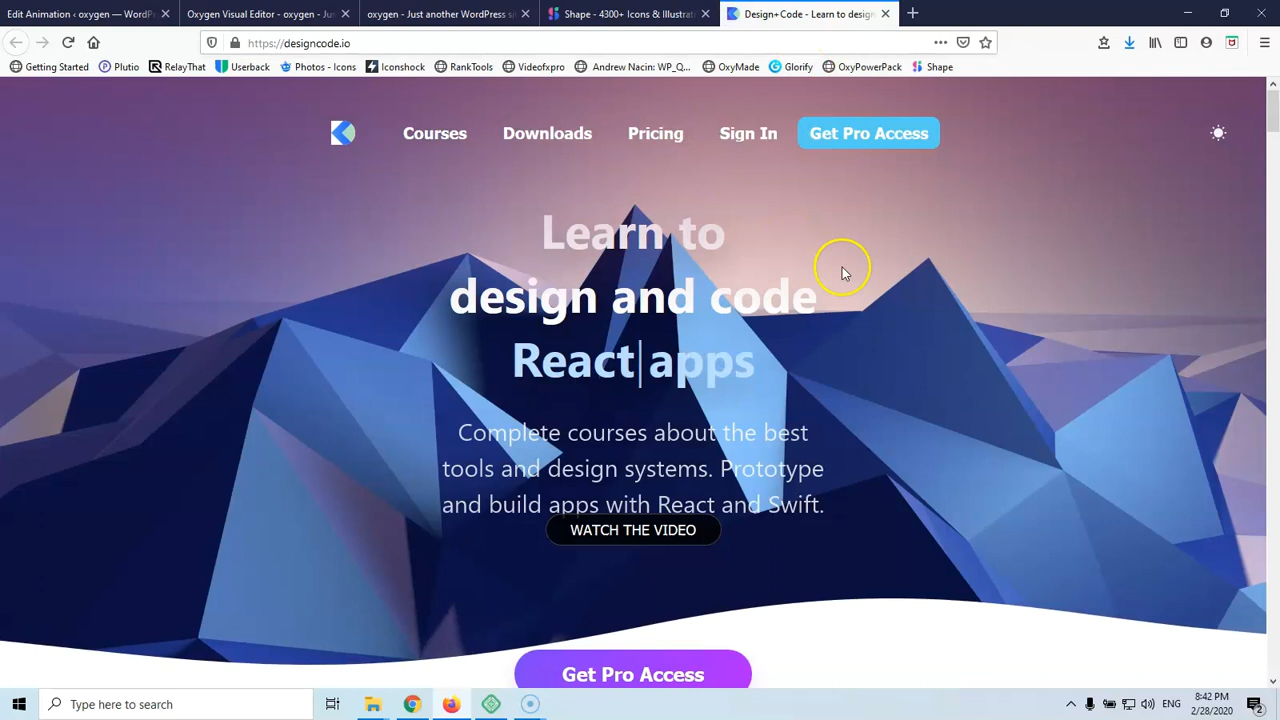 Edit Animation ‹ oxygen — WordP
Oxygen Visual Editor - oxygen - Ju
oxygen - Just another WordPress si
Shape - 4300+ Icons & Illustrati
Design+Code - Learn to design
https://designcode.io
Getting Started
Plutio
RelayThat
Userback
Photos - Icons
Iconshock
RankTools
Videofxpro
Andrew Nacin: WP_Q...
OxyMade
Glorify
OxyPowerPack
Shape
Courses
Downloads
Pricing
Sign In
Get Pro Access
Learn to
design and code
React apps
Complete courses about the best
tools and design systems. Prototype
and build apps with React and Swift.
WATCH THE VIDEO
Get Pro Access
Type here to search
ENG
8:42 PM
2/28/2020
2